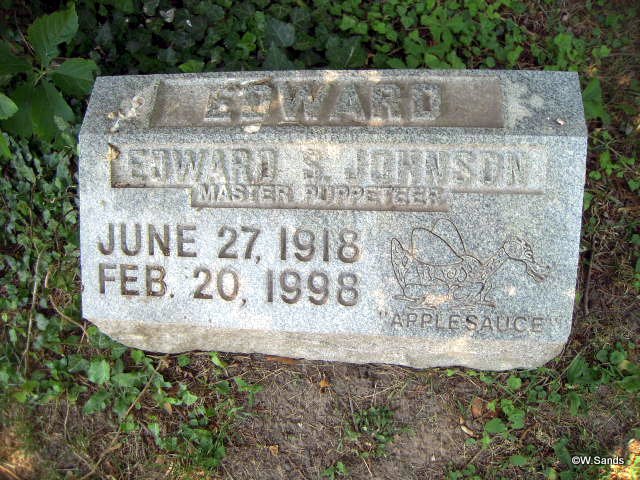 EDWARD
EDWARD S. JOHNSON
MASTER PUPPETEER
JUNE 27, 1918
FEB. 20, 1998
"APPLESAUCE"
©W.Sands